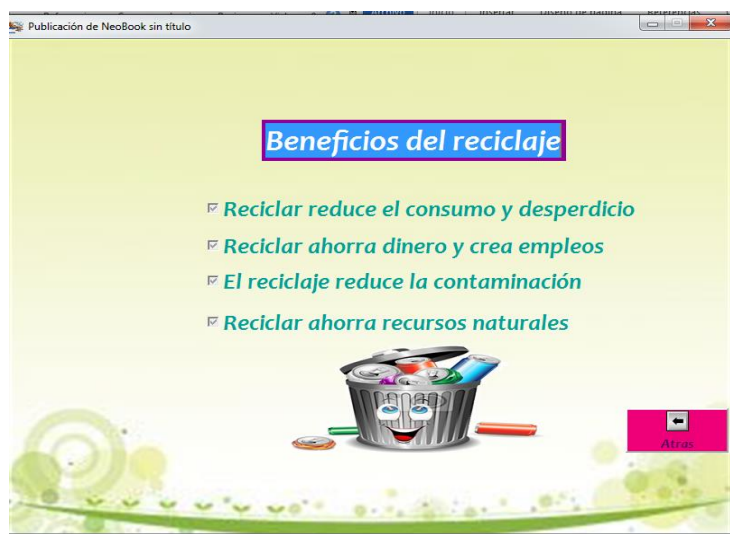 Publicación de NeoBook sin título
Beneficios del reciclaje
Reciclar reduce el consumo y desperdicio
Reciclar ahorra dinero y crea empleos
El reciclaje reduce la contaminación
Reciclar ahorra recursos naturales
Atras